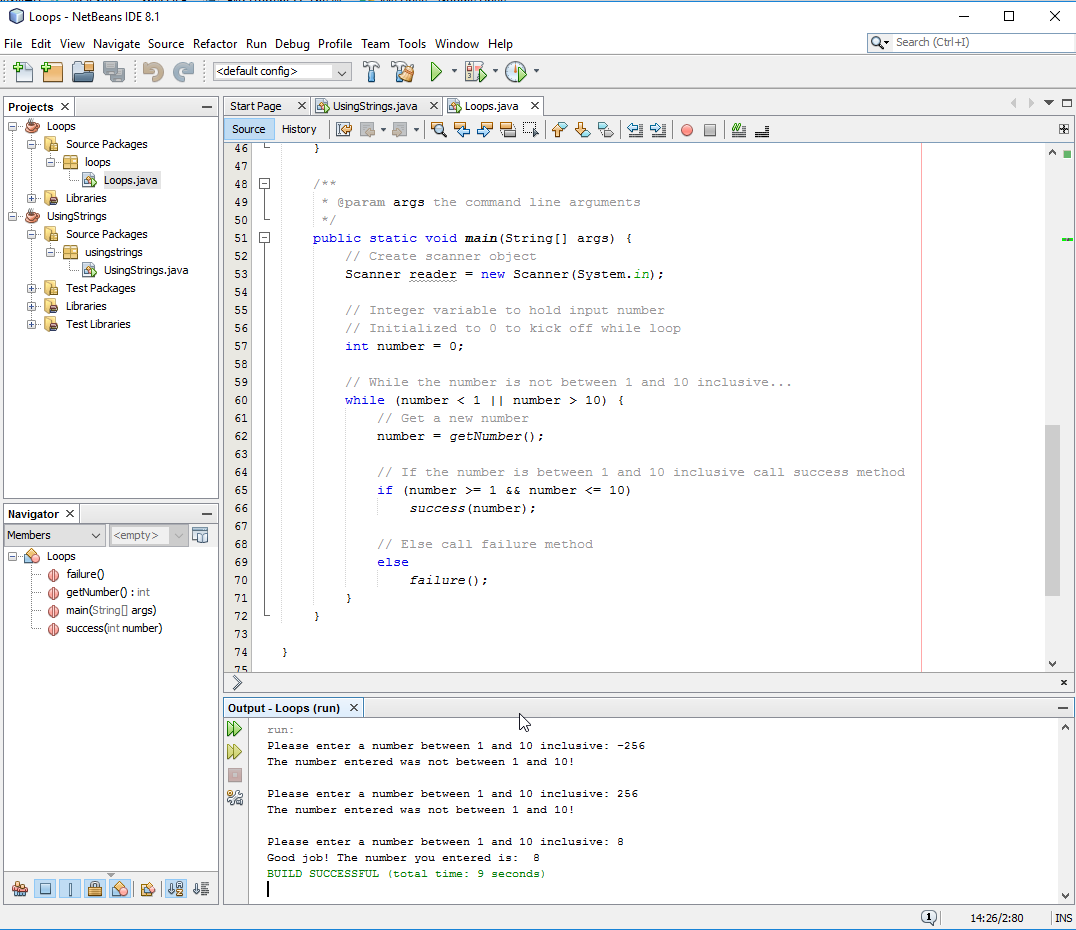 Loops - NetBeans IDE 8.1
File Edit View Navigate Source Refactor Run Debug Profile Team Tools Window Help
Search (Ctrl+I)
<default config>
Projects
Loops
Source Packages
loops
Loops.java
Libraries
UsingStrings
Source Packages
usingstrings
UsingStrings.java
Test Packages
Libraries
Test Libraries
Navigator
Members <empty>
Loops
failure()
getNumber() : int
main(String[] args)
success(int number)
Start Page UsingStrings.java Loops.java
Source History
46 }
47
48 /**
49 * @param args the command line arguments
50 */
51 public static void main(String[] args) {
52 // Create scanner object
53 Scanner reader = new Scanner(System.in);
54
55 // Integer variable to hold input number
56 // Initialized to 0 to kick off while loop
57 int number = 0;
58
59 // While the number is not between 1 and 10 inclusive...
60 while (number < 1 || number > 10) {
61 // Get a new number
62 number = getNumber();
63
64 // If the number is between 1 and 10 inclusive call success method
65 if (number >= 1 && number <= 10)
66 success(number);
67
68 // Else call failure method
69 else
70 failure();
71 }
72 }
73
74 }
75
Output - Loops (run)
run:
Please enter a number between 1 and 10 inclusive: -256
The number entered was not between 1 and 10!
Please enter a number between 1 and 10 inclusive: 256
The number entered was not between 1 and 10!
Please enter a number between 1 and 10 inclusive: 8
Good job! The number you entered is:  8
BUILD SUCCESSFUL (total time: 9 seconds)
1 14:26/2:80 INS